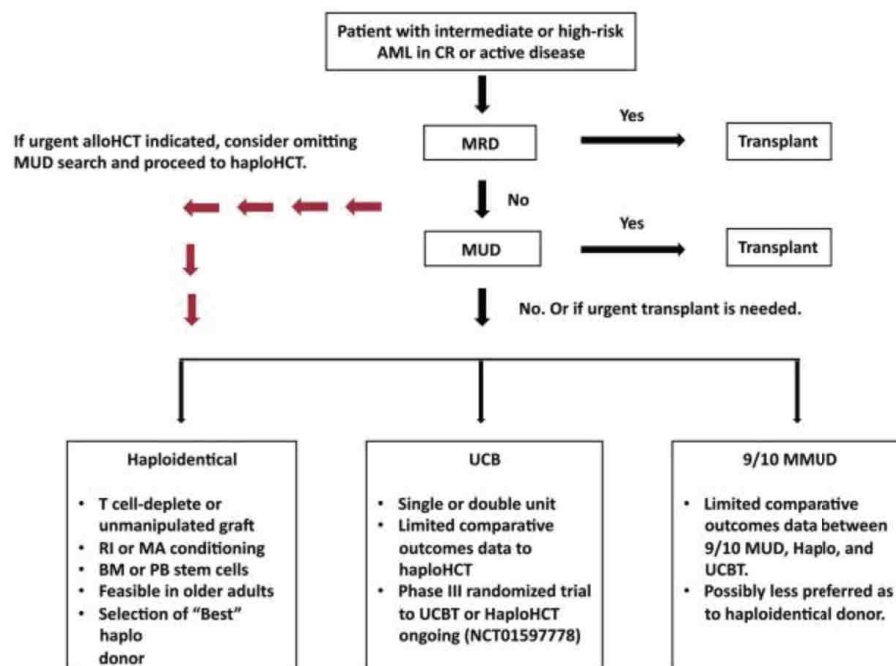 Patient with intermediate or high-risk
AML in CR or active disease
If urgent alloHCT indicated, consider omitting
MUD search and proceed to haploHCT.
MRD
Yes
Transplant
No
MUD
Yes
Transplant
No. Or if urgent transplant is needed.
Haploidentical
• T cell-deplete or
unmanipulated graft
• RI or MA conditioning
• BM or PB stem cells
• Feasible in older adults
• Selection of “Best”
haplo
donor
UCB
• Single or double unit
• Limited comparative
outcomes data to
haploHCT
• Phase III randomized trial
to UCBT or HaploHCT
ongoing (NCT01597778)
9/10 MMUD
• Limited comparative
outcomes data between
9/10 MUD, Haplo, and
UCBT.
• Possibly less preferred as
to haploidentical donor.